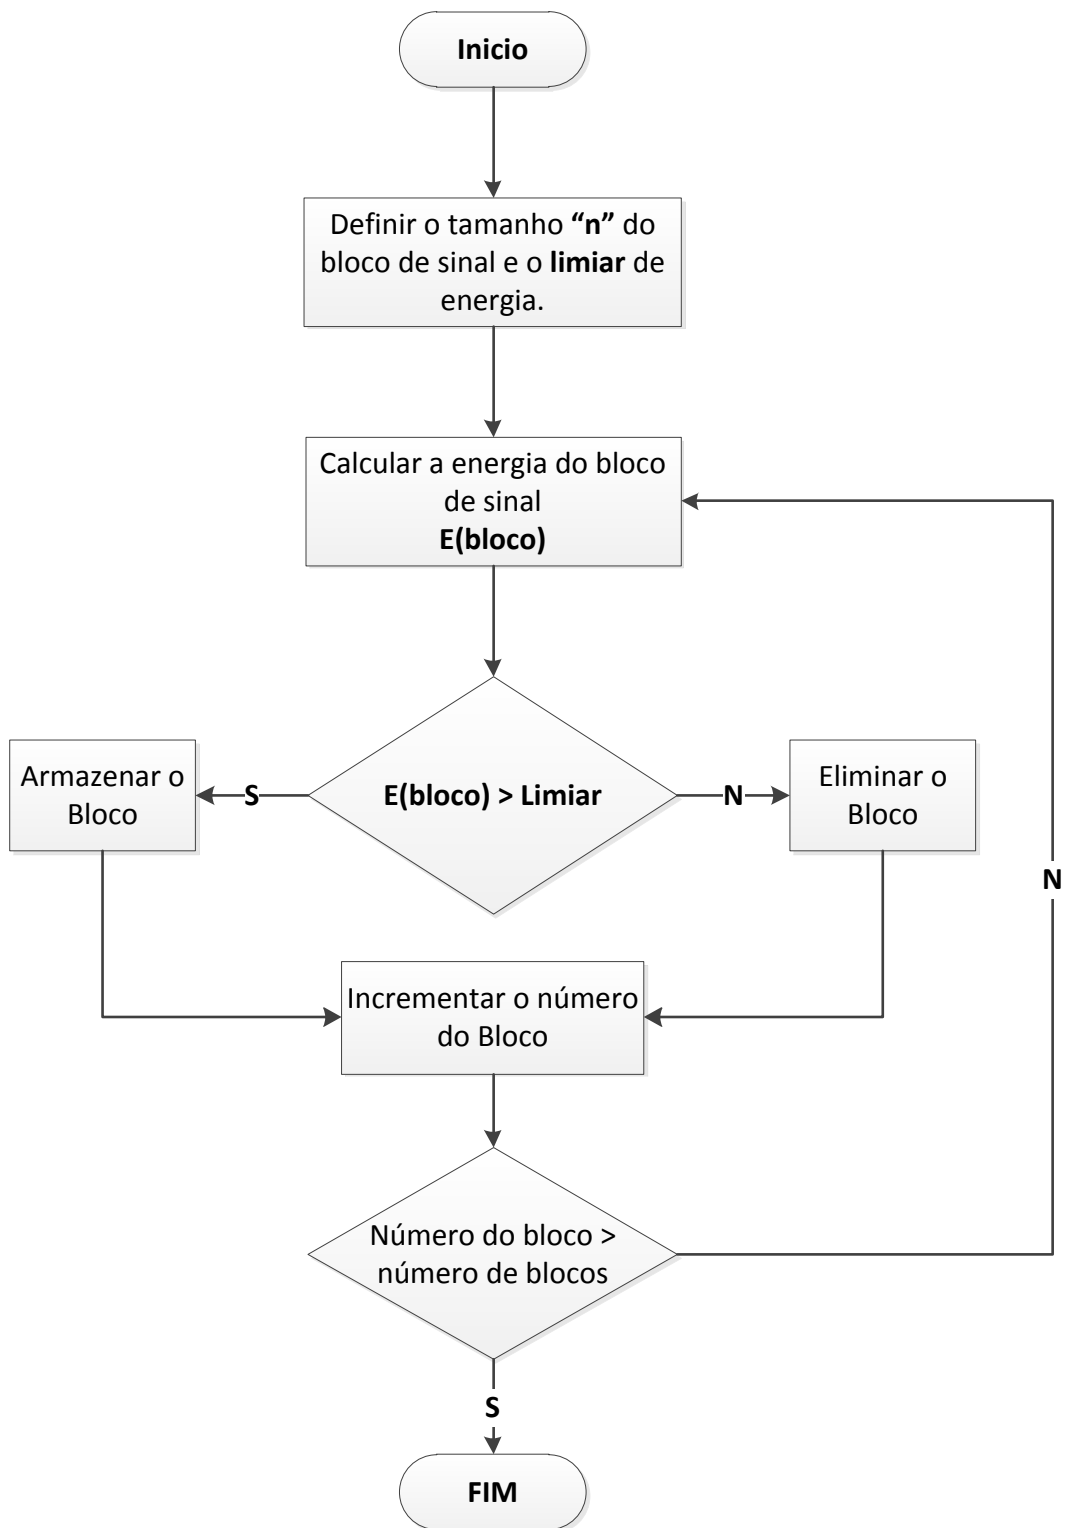 Inicio
Definir o tamanho “n” do
bloco de sinal e o limiar de
energia.
Calcular a energia do bloco
de sinal
E(bloco)
Armazenar o
Bloco
S
E(bloco) > Limiar
N
Eliminar o
Bloco
N
Incrementar o número
do Bloco
Número do bloco >
número de blocos
S
FIM